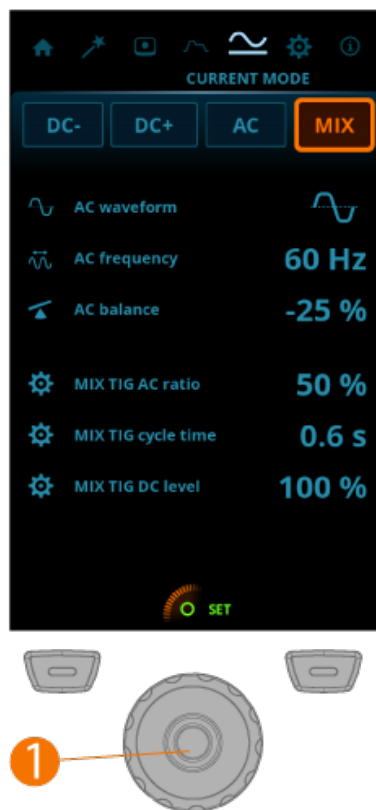 CURRENT MODE
DC- DC+ AC MIX
AC waveform
AC frequency 60 Hz
AC balance -25 %
MIX TIG AC ratio 50 %
MIX TIG cycle time 0.6 s
MIX TIG DC level 100 %
SET
1